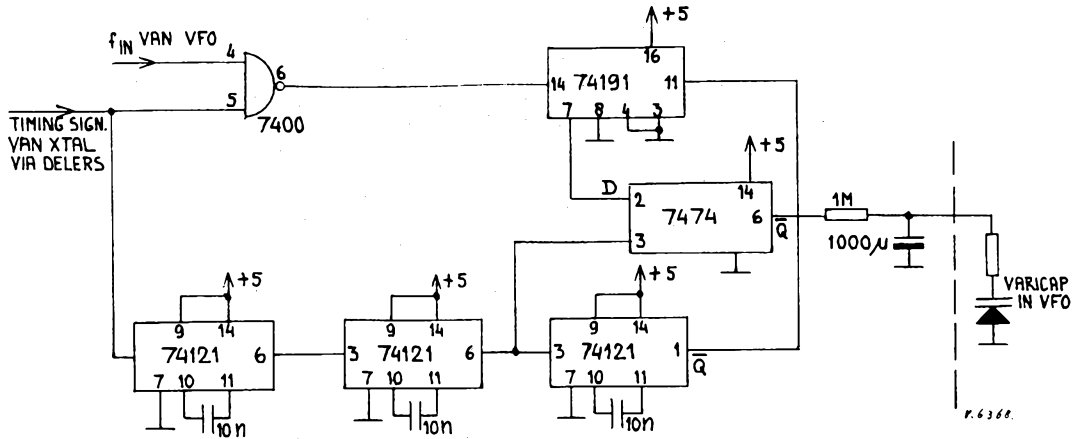 +5
fIN VAN VFO
4
6
5
7400
TIMING SIGN.
VAN XTAL
VIA DELERS
16
14 74191 11
7 8 4 3
+5
D
2 14
7474 6
3
Q̅
1M
1000µ
VARICAP
IN VFO
+5
9 14
74121 6
7 10 11
10n
+5
9 14
3 74121 6
7 10 11
10n
+5
9 14
3 74121 1
Q̅
7 10 11
10n
V.6368.